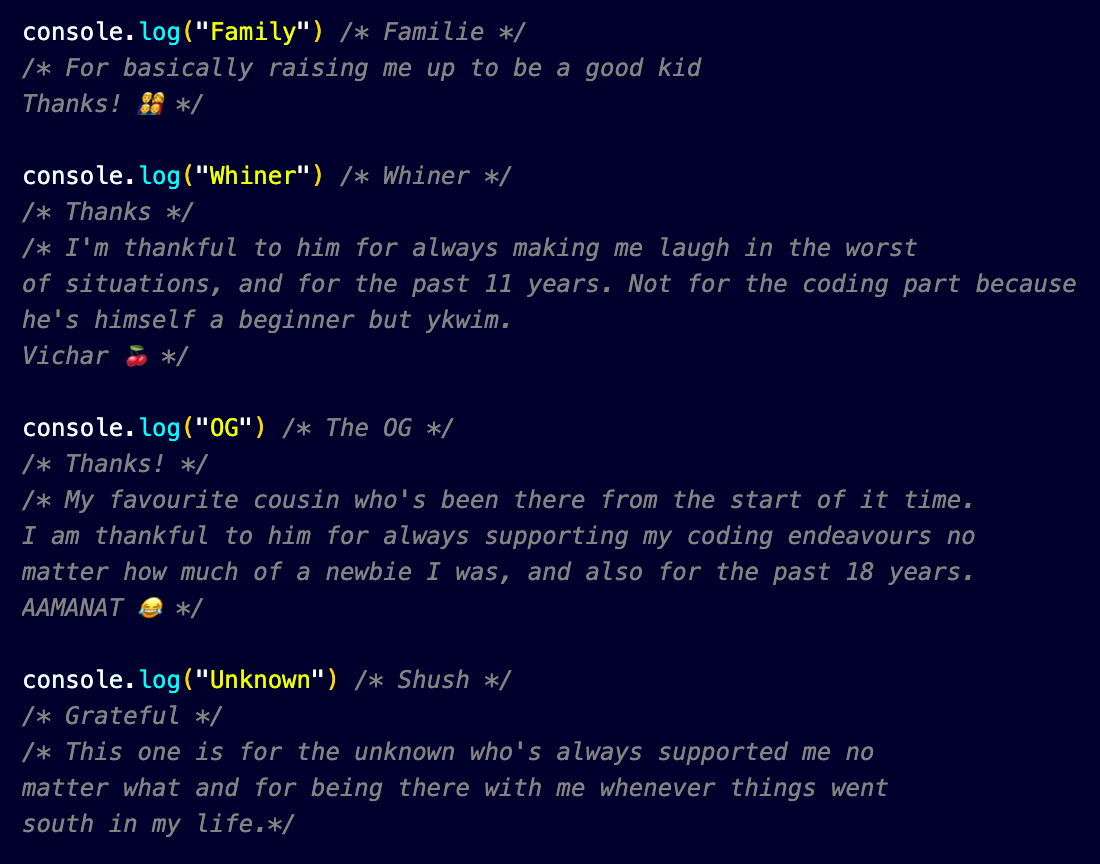 console.log("Family") /* Familie */
/* For basically raising me up to be a good kid
Thanks! 👨‍👩‍👧‍👦 */
console.log("Whiner") /* Whiner */
/* Thanks */
/* I'm thankful to him for always making me laugh in the worst
of situations, and for the past 11 years. Not for the coding part because
he's himself a beginner but ykwim.
Vichar 🍒 */
console.log("OG") /* The OG */
/* Thanks! */
/* My favourite cousin who's been there from the start of it time.
I am thankful to him for always supporting my coding endeavours no
matter how much of a newbie I was, and also for the past 18 years.
AAMANAT 😂 */
console.log("Unknown") /* Shush */
/* Grateful */
/* This one is for the unknown who's always supported me no
matter what and for being there with me whenever things went
south in my life.*/